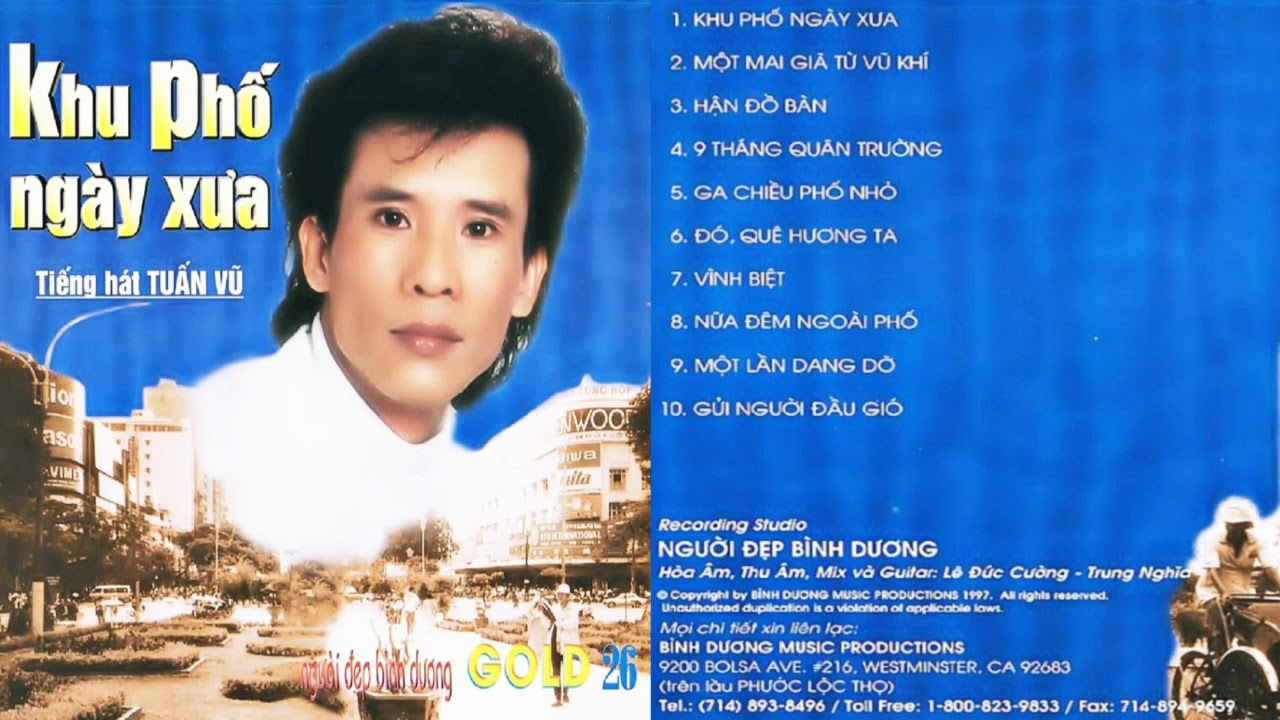 Khu Phố
ngày xưa
Tiếng hát TUẤN VŨ
NWOOD
iwa
người đẹp bình dương GOLD 26
1. KHU PHỐ NGÀY XƯA
2. MỘT MAI GIẢ TỪ VŨ KHÍ
3. HẬN ĐỒ BÀN
4. 9 THÁNG QUÂN TRƯỜNG
5. GA CHIỀU PHỐ NHỎ
6. ĐÓ, QUÊ HƯƠNG TA
7. VĨNH BIỆT
8. NỮA ĐÊM NGOÀI PHỐ
9. MỘT LẦN DANG DỠ
10. GỬI NGƯỜI ĐẦU GIÓ
Recording Studio
NGƯỜI ĐẸP BÌNH DƯƠNG
Hòa Âm, Thu Âm, Mix và Guitar: Lê Đức Cường - Trung Nghĩa
© Copyright by BÌNH DƯƠNG MUSIC PRODUCTIONS 1997. All rights reserved.
Unauthorized duplication is a violation of applicable laws.
Mọi chi tiết xin liên lạc:
BÌNH DƯƠNG MUSIC PRODUCTIONS
9200 BOLSA AVE. #216, WESTMINSTER, CA 92683
(trên lầu PHƯỚC LỘC THỌ)
Tel.: (714) 893-8496 / Toll Free: 1-800-823-9833 / Fax: 714-894-9659